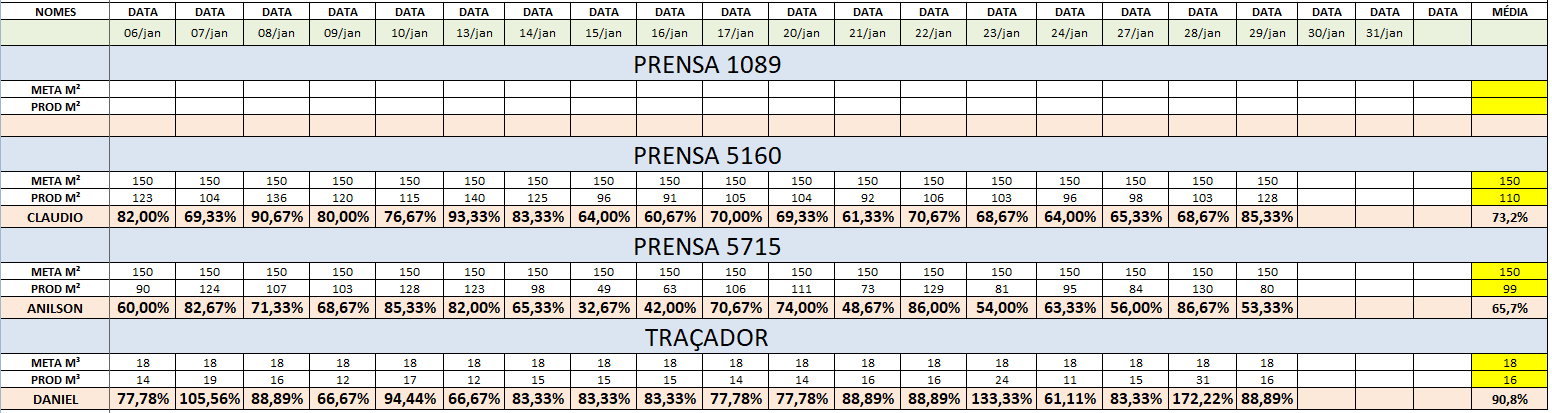 NOMES DATA DATA DATA DATA DATA DATA DATA DATA DATA DATA DATA DATA DATA DATA DATA DATA DATA DATA DATA DATA DATA MÉDIA
06/jan 07/jan 08/jan 09/jan 10/jan 13/jan 14/jan 15/jan 16/jan 17/jan 20/jan 21/jan 22/jan 23/jan 24/jan 27/jan 28/jan 29/jan 30/jan 31/jan
PRENSA 1089
META M²
PROD M²
PRENSA 5160
META M² 150 150 150 150 150 150 150 150 150 150 150 150 150 150 150 150 150 150 150
PROD M² 123 104 136 120 115 140 125 96 91 105 104 92 106 103 96 98 103 128 110
CLAUDIO 82,00% 69,33% 90,67% 80,00% 76,67% 93,33% 83,33% 64,00% 60,67% 70,00% 69,33% 61,33% 70,67% 68,67% 64,00% 65,33% 68,67% 85,33% 73,2%
PRENSA 5715
META M² 150 150 150 150 150 150 150 150 150 150 150 150 150 150 150 150 150 150 150
PROD M² 90 124 107 103 128 123 98 49 63 106 111 73 129 81 95 84 130 80 99
ANILSON 60,00% 82,67% 71,33% 68,67% 85,33% 82,00% 65,33% 32,67% 42,00% 70,67% 74,00% 48,67% 86,00% 54,00% 63,33% 56,00% 86,67% 53,33% 65,7%
TRAÇADOR
META M³ 18 18 18 18 18 18 18 18 18 18 18 18 18 18 18 18 18 18 18
PROD M³ 14 19 16 12 17 12 15 15 15 14 14 16 16 24 11 15 31 16 16
DANIEL 77,78% 105,56% 88,89% 66,67% 94,44% 66,67% 83,33% 83,33% 83,33% 77,78% 77,78% 88,89% 88,89% 133,33% 61,11% 83,33% 172,22% 88,89% 90,8%